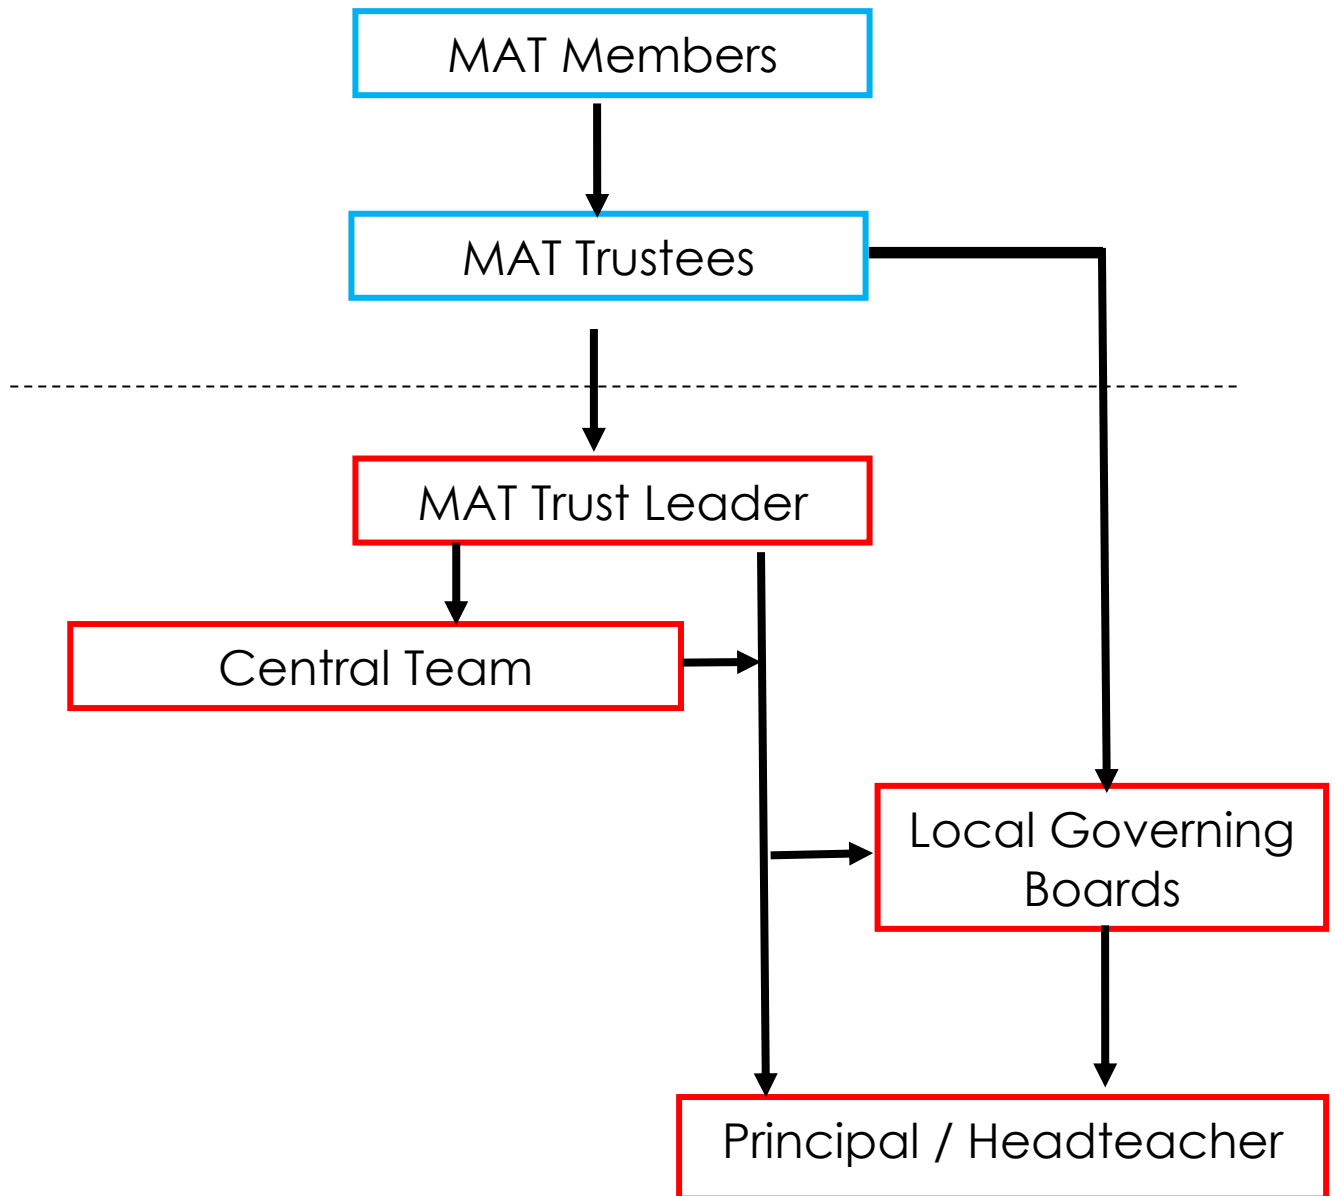 MAT Members
MAT Trustees
MAT Trust Leader
Central Team
Local Governing
Boards
Principal / Headteacher